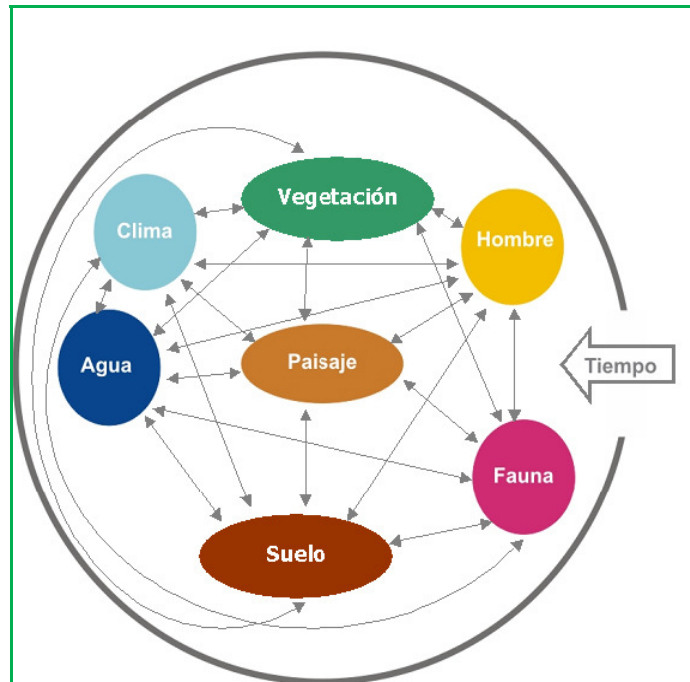 Vegetación
Clima
Hombre
Agua
Paisaje
Tiempo
Fauna
Suelo